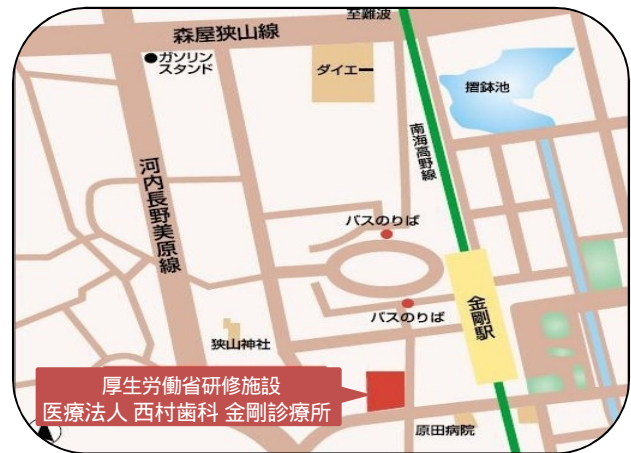 至難波
森屋狭山線
●ガソリン
スタンド
ダイエー
摺鉢池
南海高野線
河内長野美原線
バスのりば
バスのりば
金剛駅
狭山神社
厚生労働省研修施設
医療法人 西村歯科 金剛診療所
原田病院